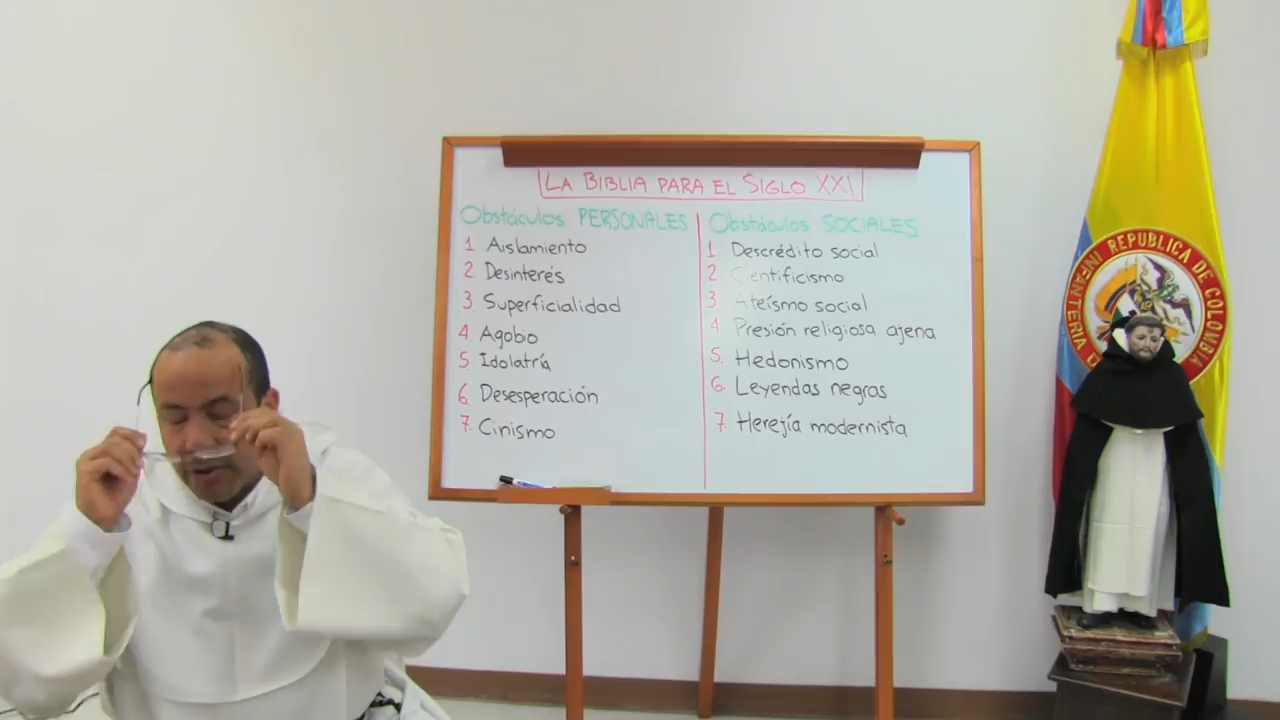 LA BIBLIA PARA EL SIGLO XXI
Obstáculos PERSONALES
1. Aislamiento
2. Desinterés
3. Superficialidad
4. Agobo
5. Idolatría
6. Desesperación
7. Cinismo
Obstáculos SOCIALES
1. Descrédito social
2. Cientificismo
3. Ateísmo social
4. Presión religiosa ajena
5. Hedonismo
6. Leyendas negras
7. Herejía modernista
REPUBLICA DE COLOMBIA
INFANTERIA